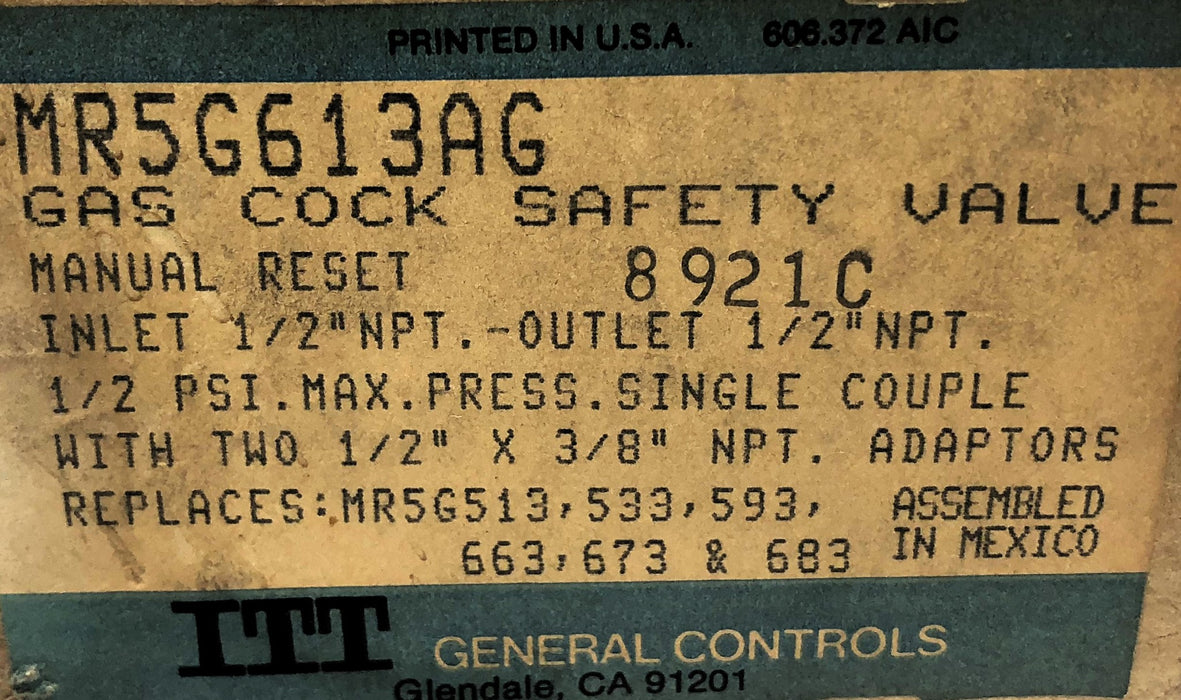 PRINTED IN U.S.A. 606.372 AIC
MR5G613AG
GAS COCK SAFETY VALVE
MANUAL RESET 8921C
INLET 1/2"NPT.-OUTLET 1/2"NPT.
1/2 PSI.MAX.PRESS.SINGLE COUPLE
WITH TWO 1/2" X 3/8" NPT. ADAPTORS
REPLACES:MR5G513,533,593, ASSEMBLED
663,673 & 683 IN MEXICO
ITT GENERAL CONTROLS
Glendale, CA 91201